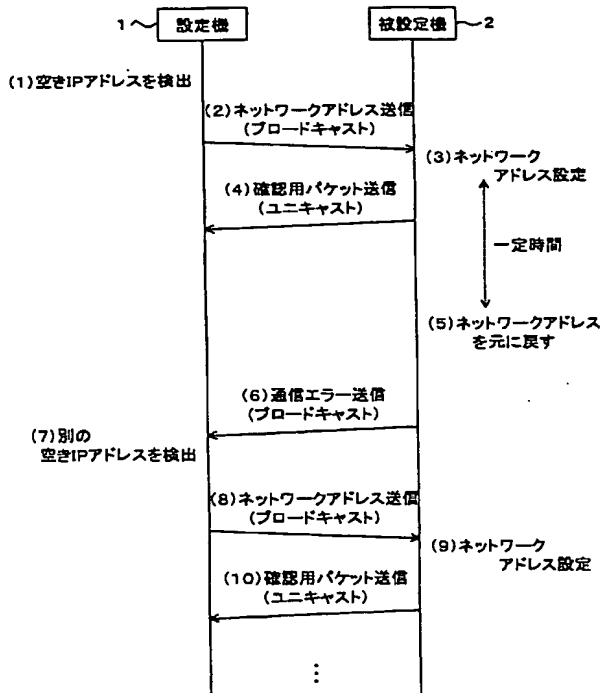 1 設定機
被設定機 2
(1)空きIPアドレスを検出
(2)ネットワークアドレス送信
(ブロードキャスト)
(3)ネットワーク
アドレス設定
(4)確認用パケット送信
(ユニキャスト)
一定時間
(5)ネットワークアドレス
を元に戻す
(6)通信エラー送信
(ブロードキャスト)
(7)別の
空きIPアドレスを検出
(8)ネットワークアドレス送信
(ブロードキャスト)
(9)ネットワーク
アドレス設定
(10)確認用パケット送信
(ユニキャスト)
⋮